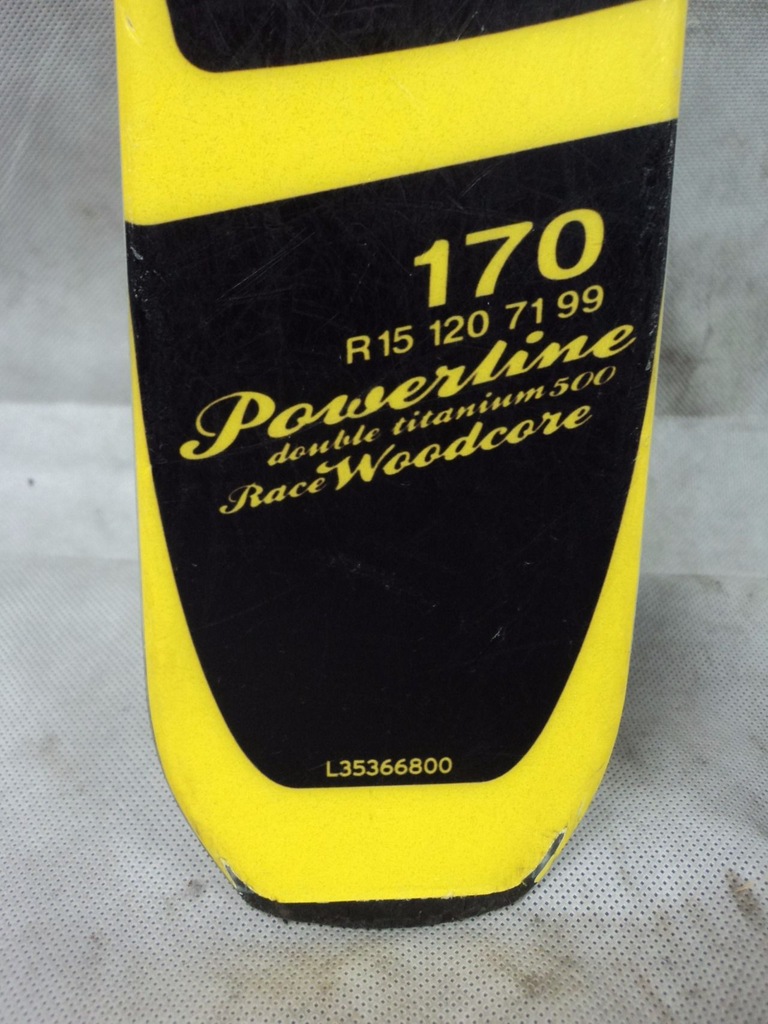 170
R15 120 71 99
Powerline
double titanium 500
Race Woodcore
L35366800